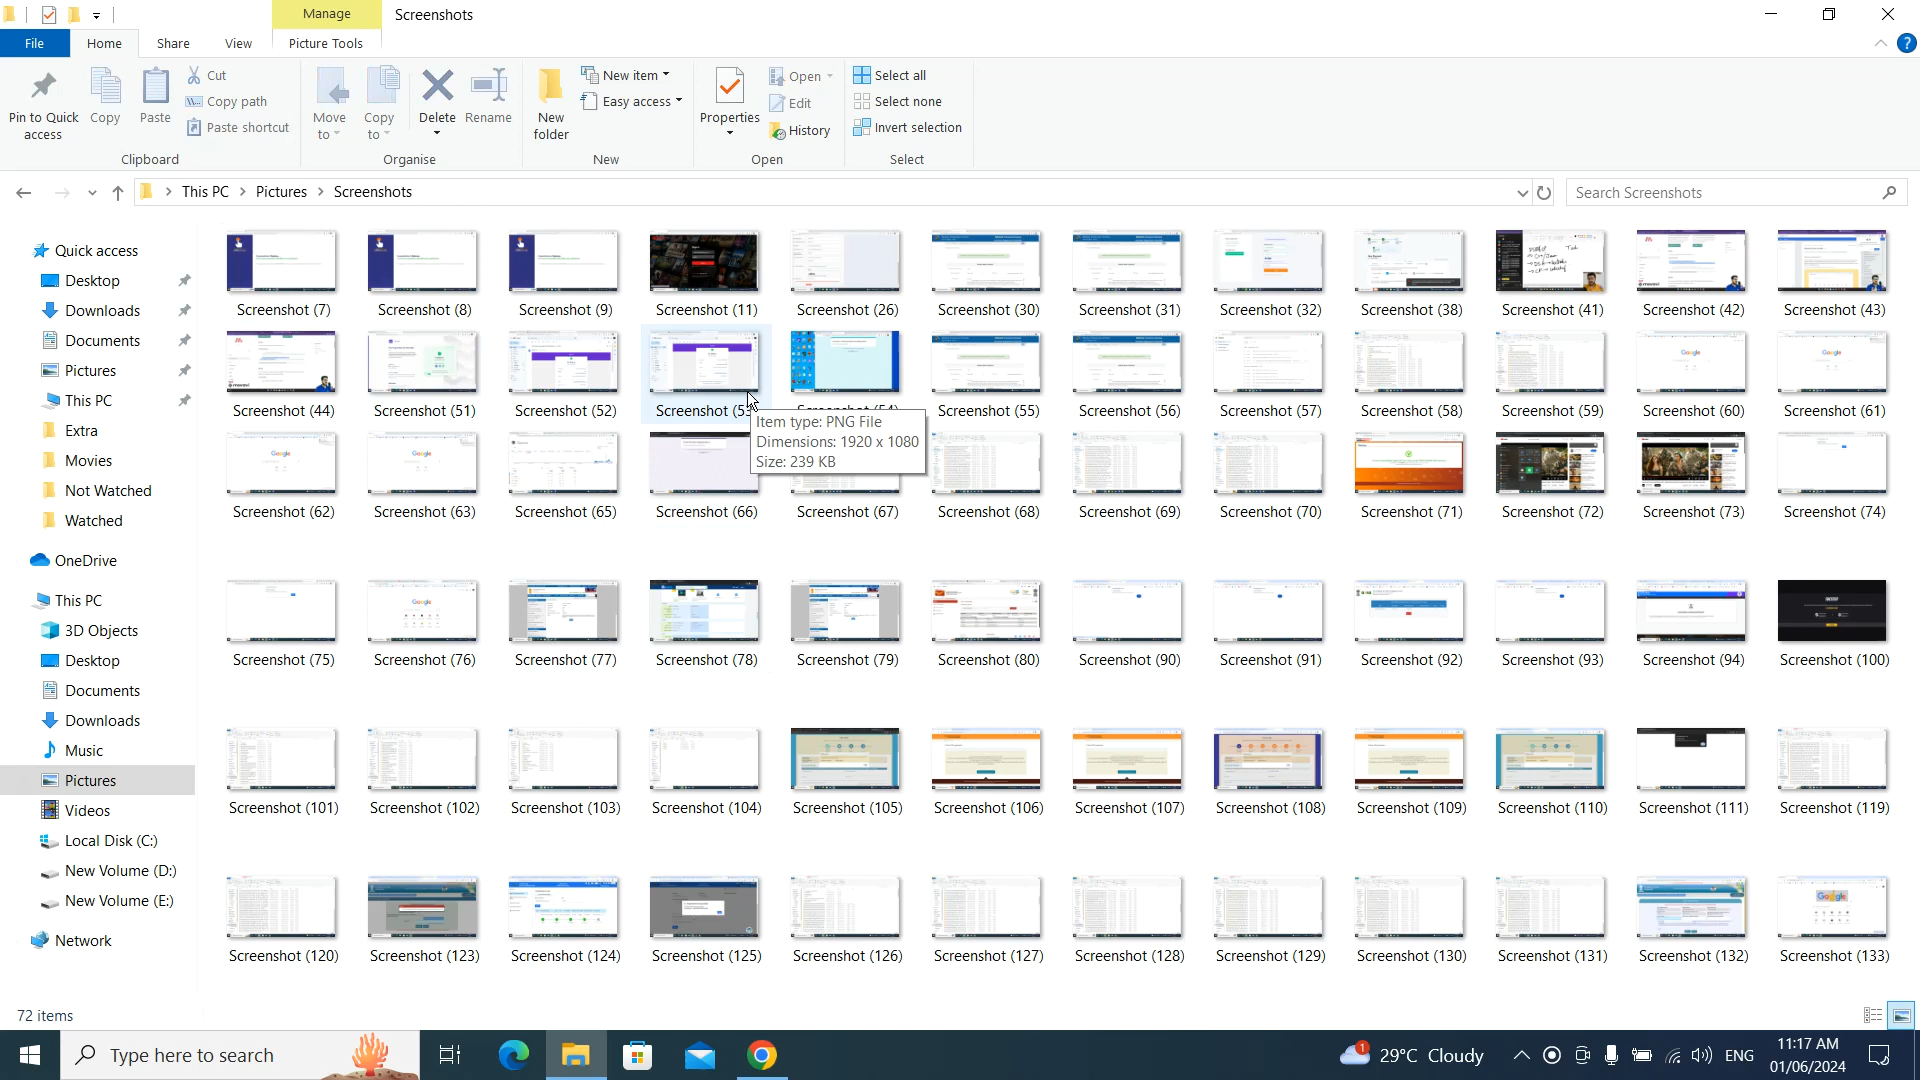 Manage
Screenshots
File
Home
Share
View
Picture Tools
Pin to Quick access
Copy
Paste
Cut
Copy path
Paste shortcut
Clipboard
Move to
Copy to
Delete
Rename
Organise
New folder
New item
Easy access
New
Properties
Open
Edit
History
Open
Select all
Select none
Invert selection
Select
This PC > Pictures > Screenshots
Search Screenshots
Quick access
Desktop
Downloads
Documents
Pictures
This PC
Extra
Movies
Not Watched
Watched
OneDrive
This PC
3D Objects
Desktop
Documents
Downloads
Music
Pictures
Videos
Local Disk (C:)
New Volume (D:)
New Volume (E:)
Network
Screenshot (7) Screenshot (8) Screenshot (9) Screenshot (11) Screenshot (26) Screenshot (30) Screenshot (31) Screenshot (32) Screenshot (38) Screenshot (41) Screenshot (42) Screenshot (43)
Screenshot (44) Screenshot (51) Screenshot (52) Screenshot (53 Screenshot (54) Screenshot (55) Screenshot (56) Screenshot (57) Screenshot (58) Screenshot (59) Screenshot (60) Screenshot (61)
Item type: PNG File
Dimensions: 1920 x 1080
Size: 239 KB
Screenshot (62) Screenshot (63) Screenshot (65) Screenshot (66) Screenshot (67) Screenshot (68) Screenshot (69) Screenshot (70) Screenshot (71) Screenshot (72) Screenshot (73) Screenshot (74)
Screenshot (75) Screenshot (76) Screenshot (77) Screenshot (78) Screenshot (79) Screenshot (80) Screenshot (90) Screenshot (91) Screenshot (92) Screenshot (93) Screenshot (94) Screenshot (100)
Screenshot (101) Screenshot (102) Screenshot (103) Screenshot (104) Screenshot (105) Screenshot (106) Screenshot (107) Screenshot (108) Screenshot (109) Screenshot (110) Screenshot (111) Screenshot (119)
Screenshot (120) Screenshot (123) Screenshot (124) Screenshot (125) Screenshot (126) Screenshot (127) Screenshot (128) Screenshot (129) Screenshot (130) Screenshot (131) Screenshot (132) Screenshot (133)
72 items
Type here to search
1
29°C Cloudy
ENG
11:17 AM
01/06/2024